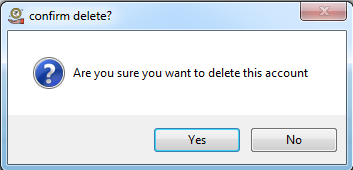 confirm delete?
Are you sure you want to delete this account
Yes
No